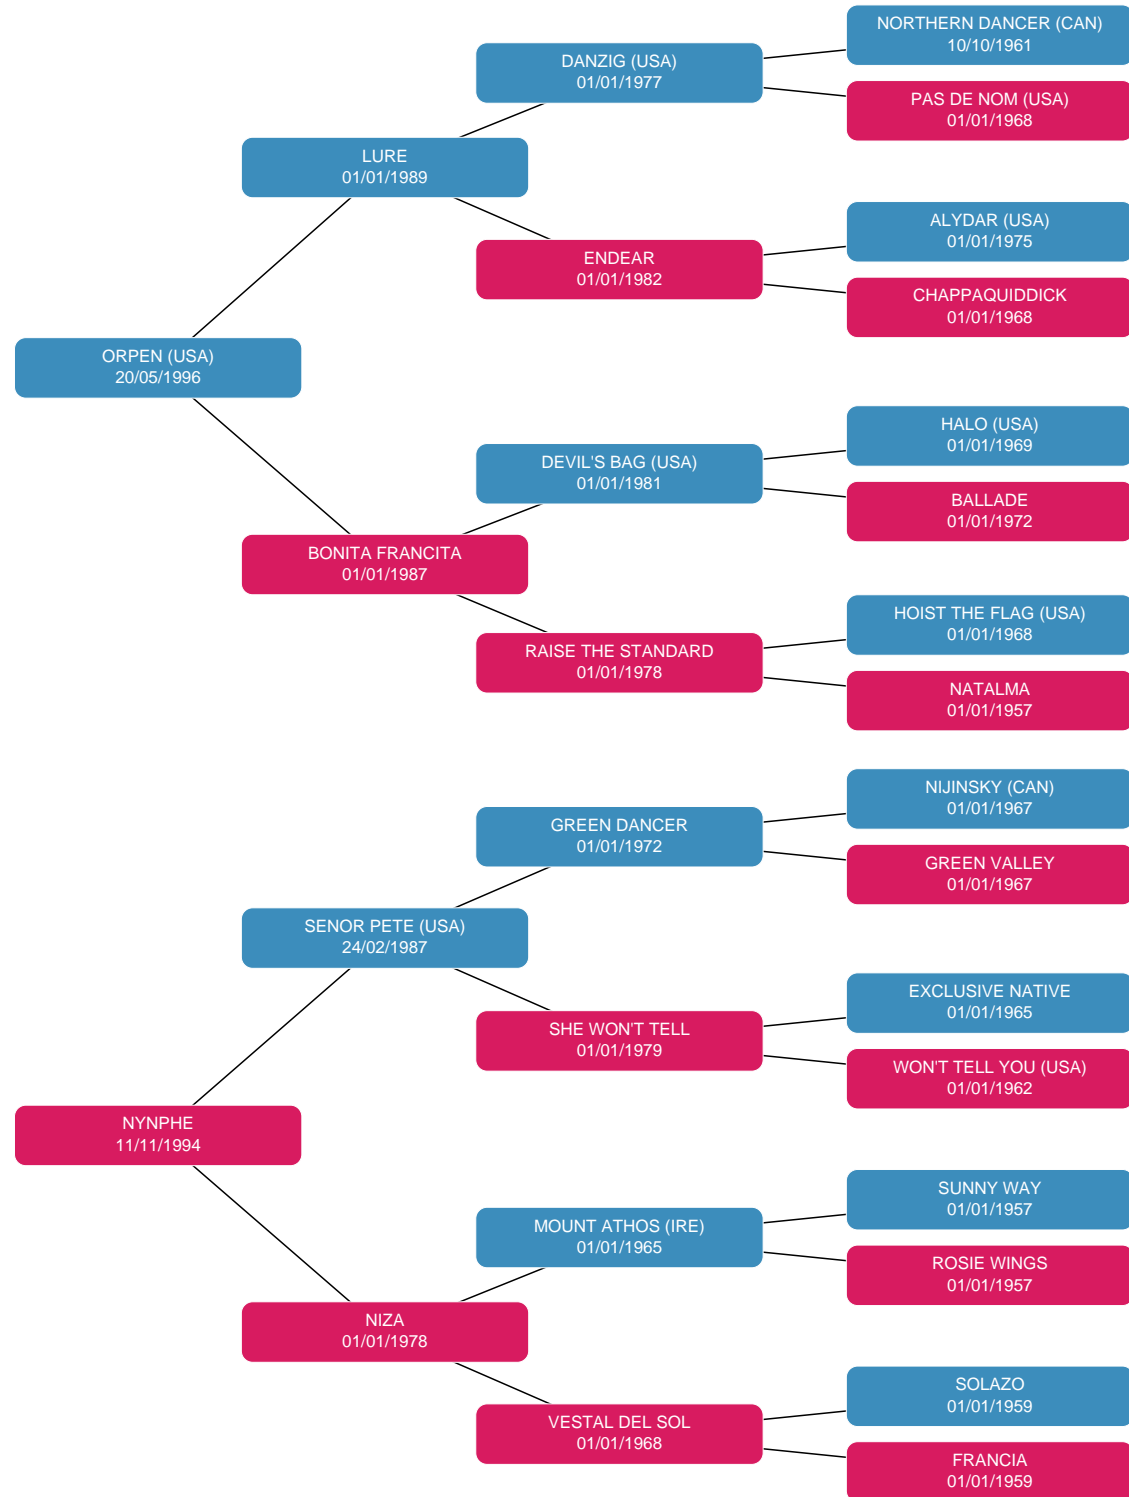 NORTHERN DANCER (CAN)
10/10/1961
DANZIG (USA)
01/01/1977
PAS DE NOM (USA)
01/01/1968
LURE
01/01/1989
ALYDAR (USA)
01/01/1975
ENDEAR
01/01/1982
CHAPPAQUIDDICK
01/01/1968
ORPEN (USA)
20/05/1996
HALO (USA)
01/01/1969
DEVIL'S BAG (USA)
01/01/1981
BALLADE
01/01/1972
BONITA FRANCITA
01/01/1987
HOIST THE FLAG (USA)
01/01/1968
RAISE THE STANDARD
01/01/1978
NATALMA
01/01/1957
NIJINSKY (CAN)
01/01/1967
GREEN DANCER
01/01/1972
GREEN VALLEY
01/01/1967
SENOR PETE (USA)
24/02/1987
EXCLUSIVE NATIVE
01/01/1965
SHE WON'T TELL
01/01/1979
WON'T TELL YOU (USA)
01/01/1962
NYNPHE
11/11/1994
SUNNY WAY
01/01/1957
MOUNT ATHOS (IRE)
01/01/1965
ROSIE WINGS
01/01/1957
NIZA
01/01/1978
SOLAZO
01/01/1959
VESTAL DEL SOL
01/01/1968
FRANCIA
01/01/1959